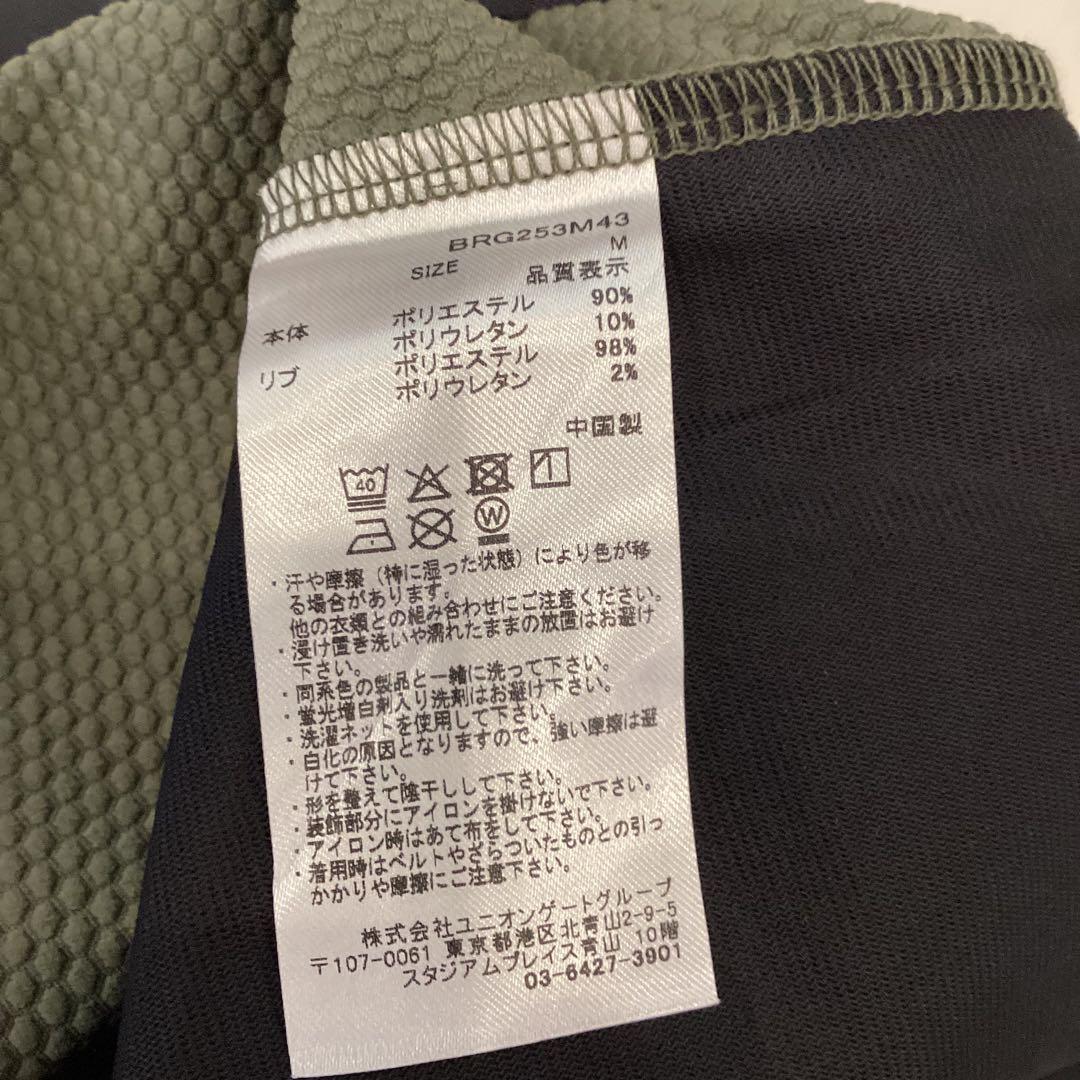 BRG253M43
SIZE M
品質表示
本体 ポリエステル 90%
ポリウレタン 10%
リブ ポリエステル 98%
ポリウレタン 2%
中国製
40
W
・汗や摩擦（特に湿った状態）により色が移
る場合があります。
他の衣類との組み合わせにご注意ください。
・浸け置き洗いや濡れたままの放置はお避け
下さい。
・同系色の製品と一緒に洗って下さい。
・蛍光増白剤入り洗剤はお避け下さい。
・洗濯ネットを使用して下さい。
・白化の原因となりますので、強い摩擦は避
けて下さい。
・形を整えて陰干しして下さい。
・装飾部分にアイロンを掛けないで下さい。
・アイロン時はあて布をして下さい。
・着用時はベルトやざらついたものとの引っ
かかりや摩擦にご注意下さい。
株式会社ユニオンゲートグループ
〒107-0061 東京都港区北青山2-9-5
スタジアムプレイス青山 10階
03-6427-3901